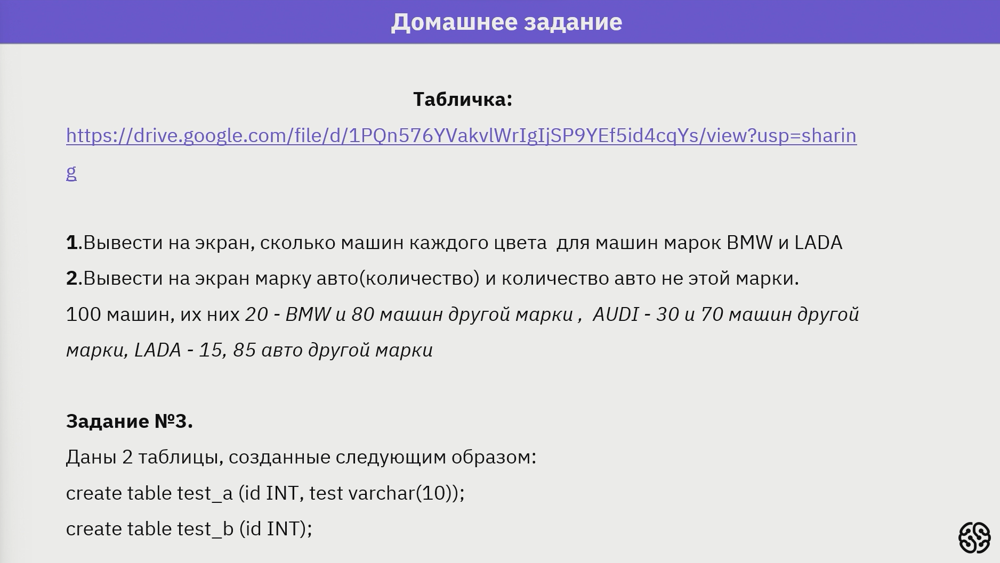 Домашнее задание
Табличка:
https://drive.google.com/file/d/1PQn576YVakvlWrIgIjSP9YEf5id4cqYs/view?usp=sharin
g
1.Вывести на экран, сколько машин каждого цвета для машин марок BMW и LADA
2.Вывести на экран марку авто(количество) и количество авто не этой марки.
100 машин, их них 20 - BMW и 80 машин другой марки , AUDI - 30 и 70 машин другой
марки, LADA - 15, 85 авто другой марки
Задание №3.
Даны 2 таблицы, созданные следующим образом:
create table test_a (id INT, test varchar(10));
create table test_b (id INT);